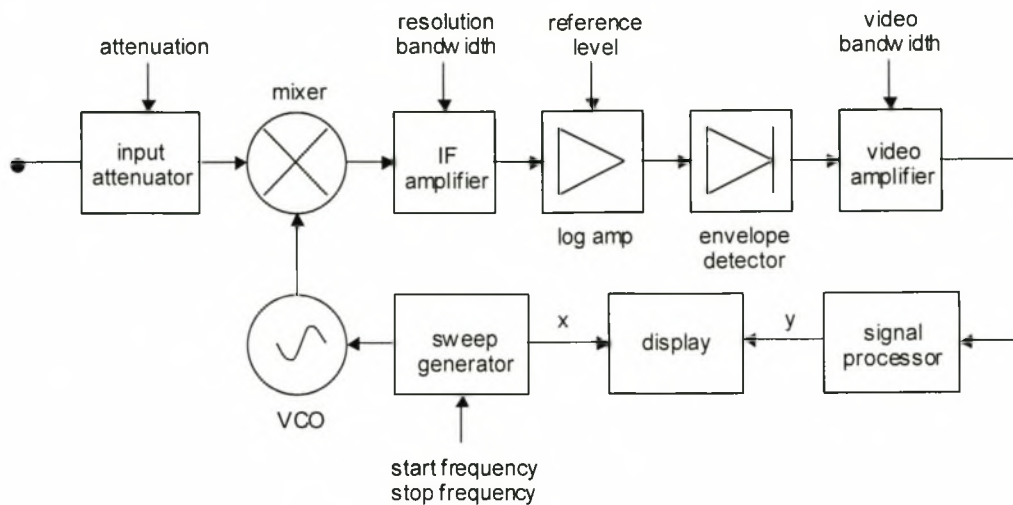 attenuation
resolution
bandwidth
reference
level
video
bandwidth
mixer
input
attenuator
IF
amplifier
video
amplifier
log amp
envelope
detector
x
y
sweep
generator
display
signal
processor
VCO
start frequency
stop frequency